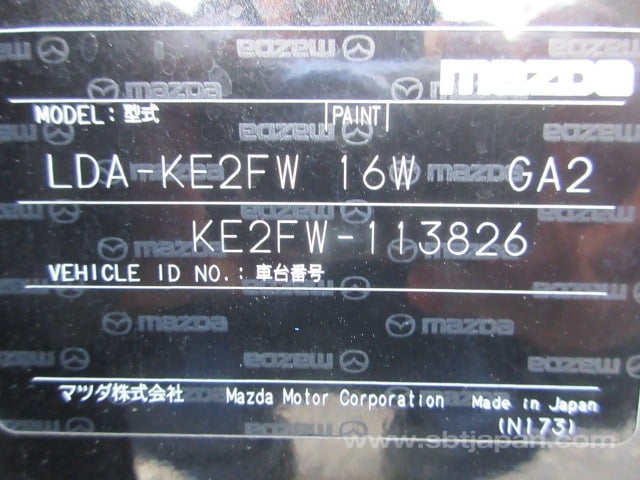 mazda
MODEL: 型式 PAINT
LDA-KE2FW 16W GA2
KE2FW-113826
VEHICLE ID NO.: 車台番号
マツダ株式会社 Mazda Motor Corporation Made in Japan
(N173)
www.sbtjapan.com